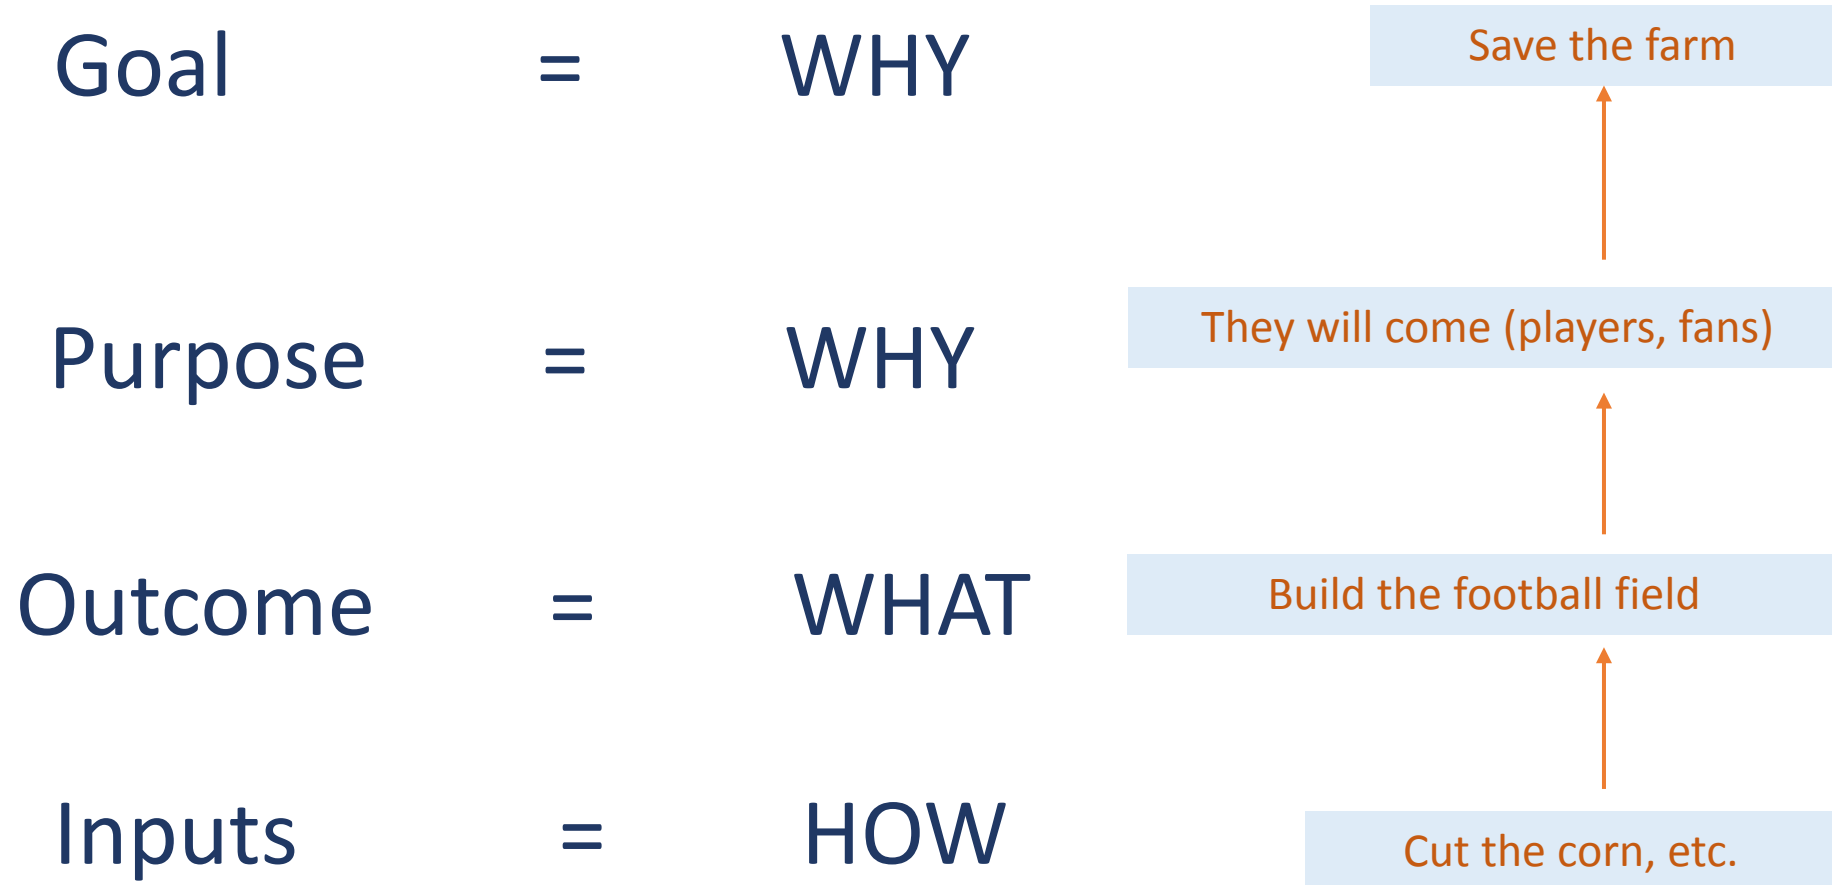 Goal = WHY Save the farm
Purpose = WHY They will come (players, fans)
Outcome = WHAT Build the football field
Inputs = HOW Cut the corn, etc.